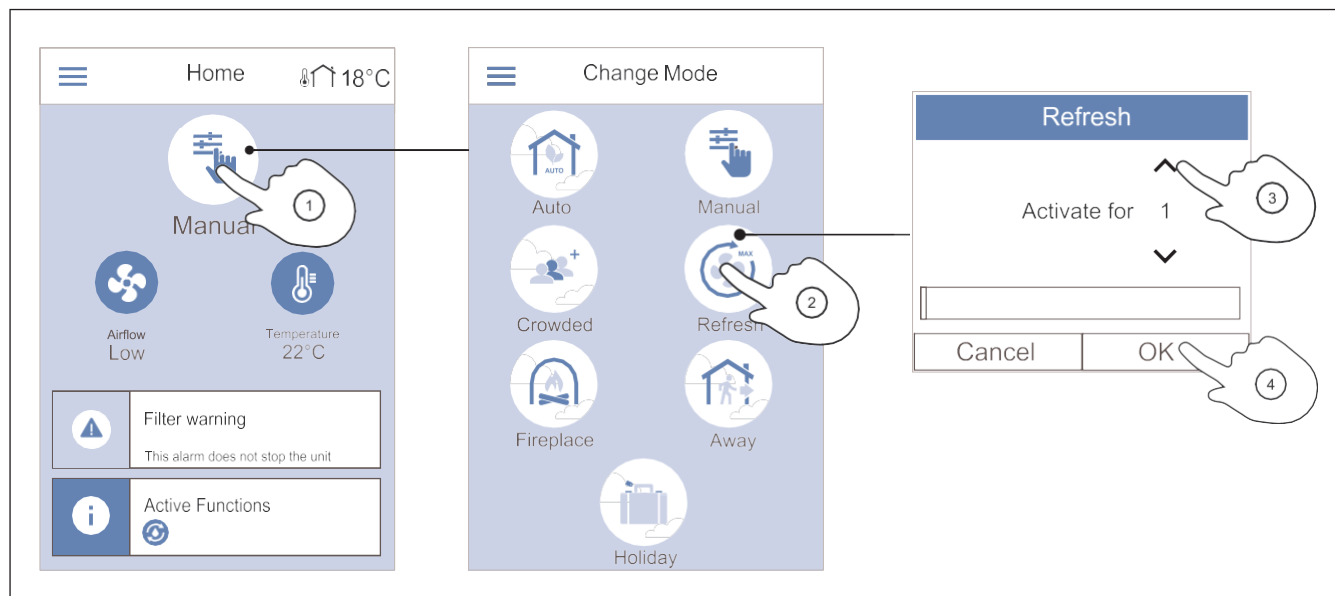 Home
18°C
Manual
1
Airflow
Low
Temperature
22°C
Filter warning
This alarm does not stop the unit
Active Functions
i
Change Mode
AUTO
Auto
Manual
Crowded
MAX
Refresh
2
Fireplace
Away
Holiday
Refresh
Activate for 1
3
Cancel
OK
4